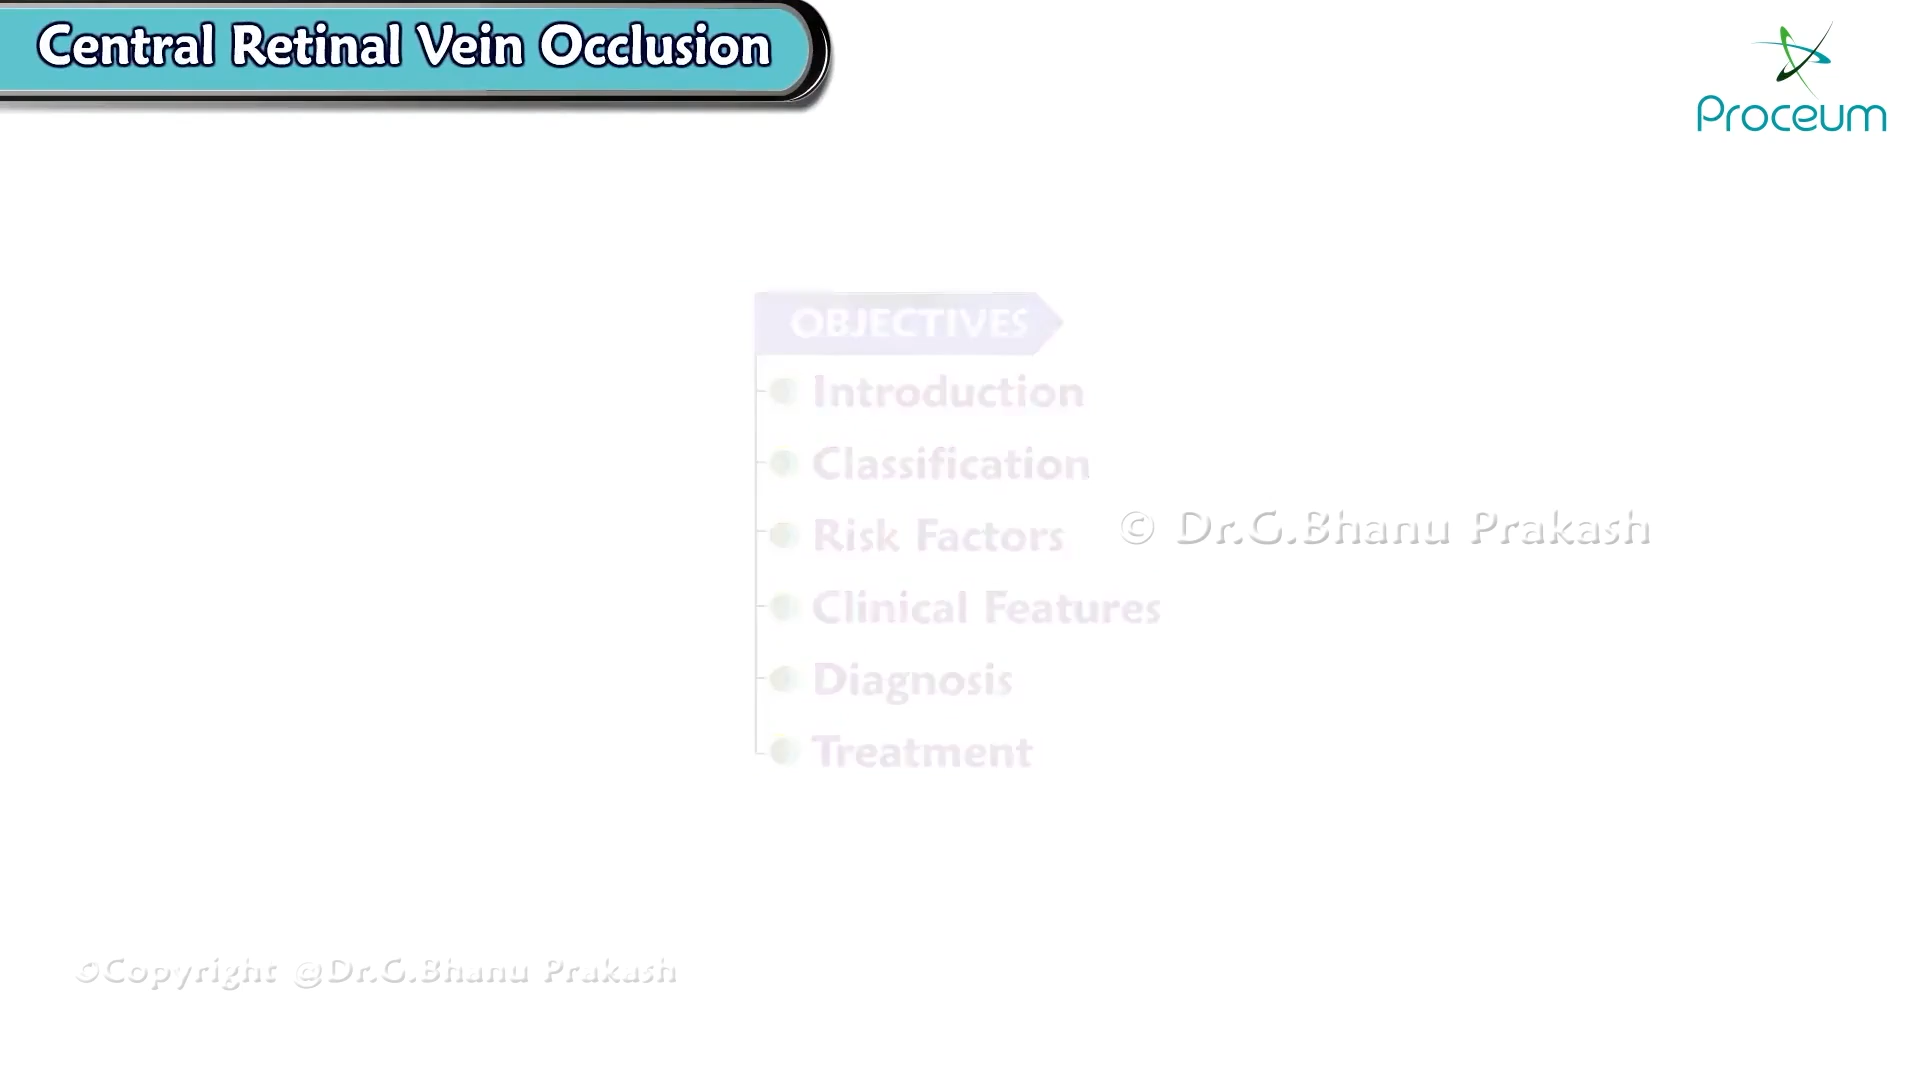 Central Retinal Vein Occlusion
Proceum
OBJECTIVES
Introduction
Classification
Risk Factors
© Dr.G.Bhanu Prakash
Clinical Features
Diagnosis
Treatment
©Copyright @Dr.G.Bhanu Prakash